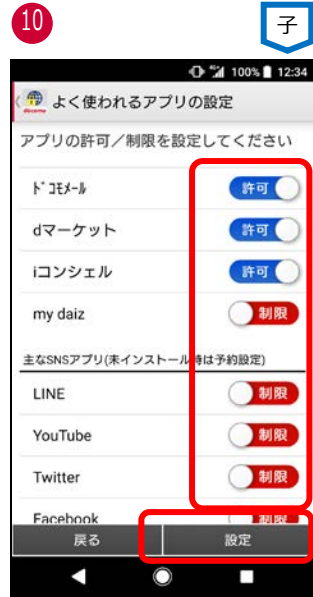 10
子
100% 12:34
よく使われるアプリの設定
アプリの許可/制限を設定してください
ﾄﾞｺﾓﾒｰﾙ 許可
dマーケット 許可
iコンシェル 許可
my daiz 制限
主なSNSアプリ(未インストール時は予約設定)
LINE 制限
YouTube 制限
Twitter 制限
Facebook 制限
戻る 設定